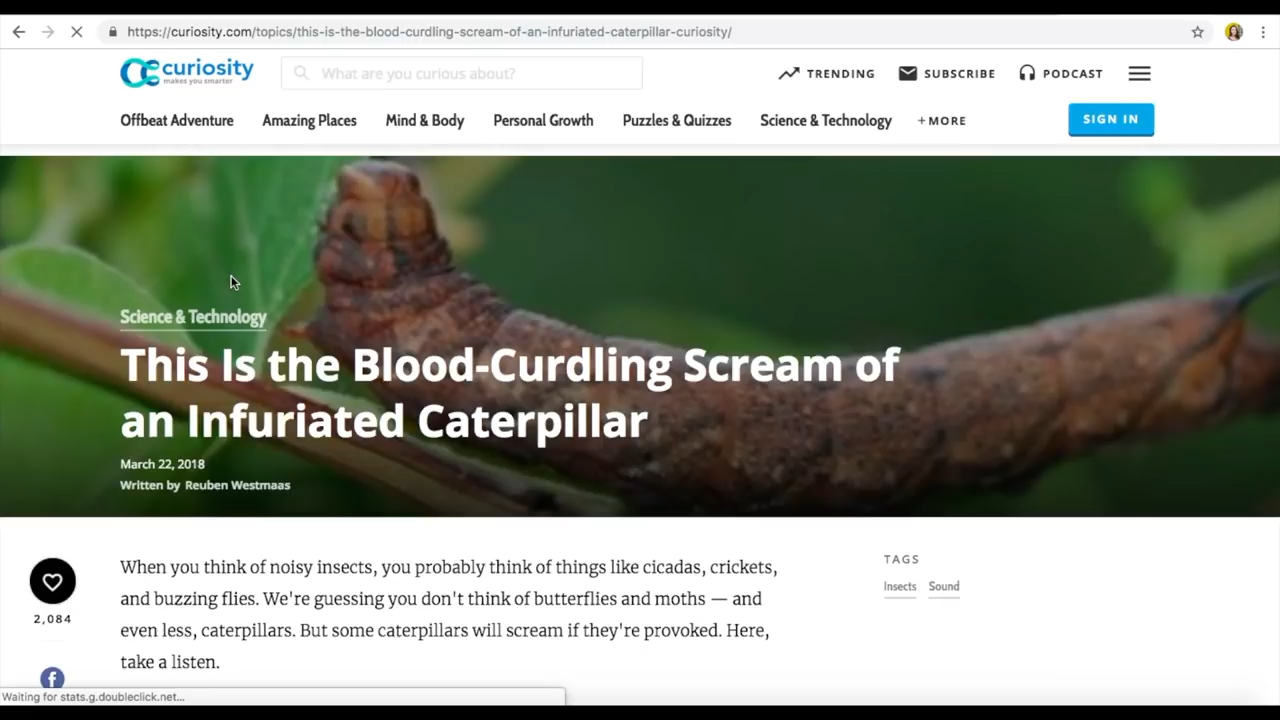 https://curiosity.com/topics/this-is-the-blood-curdling-scream-of-an-infuriated-caterpillar-curiosity/
curiosity
makes you smarter
What are you curious about?
TRENDING
SUBSCRIBE
PODCAST
Offbeat Adventure
Amazing Places
Mind & Body
Personal Growth
Puzzles & Quizzes
Science & Technology
+MORE
SIGN IN
Science & Technology
This Is the Blood-Curdling Scream of
an Infuriated Caterpillar
March 22, 2018
Written by Reuben Westmaas
When you think of noisy insects, you probably think of things like cicadas, crickets,
and buzzing flies. We're guessing you don't think of butterflies and moths — and
even less, caterpillars. But some caterpillars will scream if they're provoked. Here,
take a listen.
TAGS
Insects Sound
2,084
f
Waiting for stats.g.doubleclick.net...